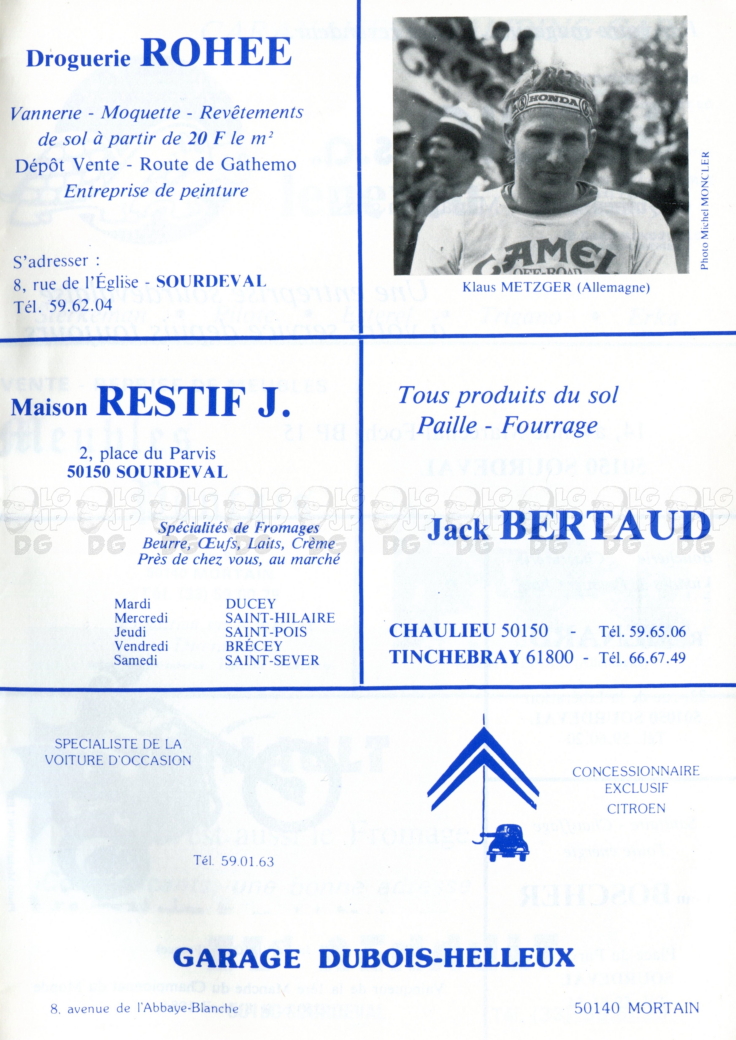 Droguerie ROHEE
Vannerie - Moquette - Revêtements
de sol à partir de 20 F le m²
Dépôt Vente - Route de Gathemo
Entreprise de peinture
S'adresser :
8, rue de l'Église - SOURDEVAL
Tél. 59.62.04
HONDA
CAMEL
OFF-ROAD
Photo Michel MONCLER
Klaus METZGER (Allemagne)
Maison RESTIF J.
2, place du Parvis
50150 SOURDEVAL
Spécialités de Fromages
Beurre, Œufs, Laits, Crème
Près de chez vous, au marché
Mardi DUCEY
Mercredi SAINT-HILAIRE
Jeudi SAINT-POIS
Vendredi BRÉCEY
Samedi SAINT-SEVER
Tous produits du sol
Paille - Fourrage
Jack BERTAUD
CHAULIEU 50150 - Tél. 59.65.06
TINCHEBRAY 61800 - Tél. 66.67.49
LG JP DG
SPECIALISTE DE LA
VOITURE D'OCCASION
CONCESSIONNAIRE
EXCLUSIF
CITROEN
Tél. 59.01.63
GARAGE DUBOIS-HELLEUX
8, avenue de l'Abbaye-Blanche
50140 MORTAIN